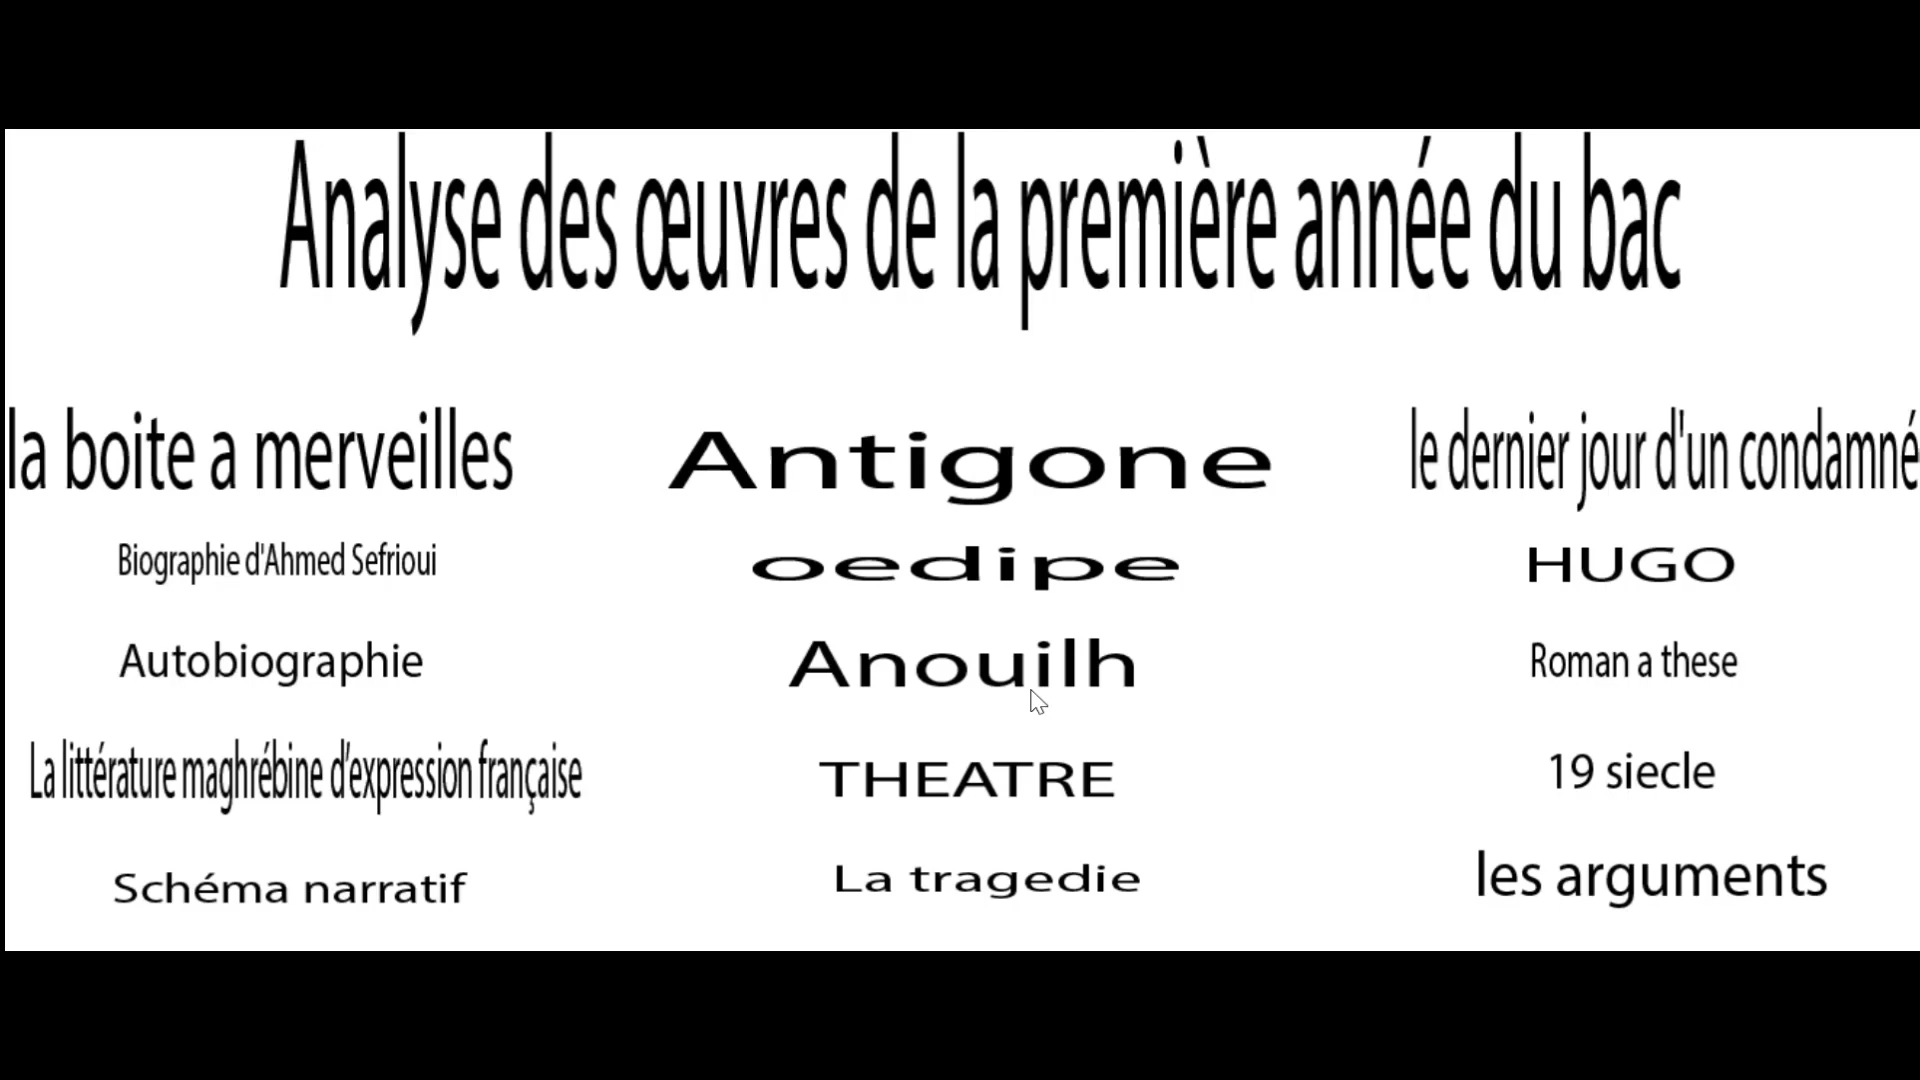 Analyse des œuvres de la première année du bac
la boite a merveilles
Biographie d'Ahmed Sefrioui
Autobiographie
La littérature maghrébine d’expression française
Schéma narratif
Antigone
oedipe
Anouilh
THEATRE
La tragedie
le dernier jour d'un condamné
HUGO
Roman a these
19 siecle
les arguments